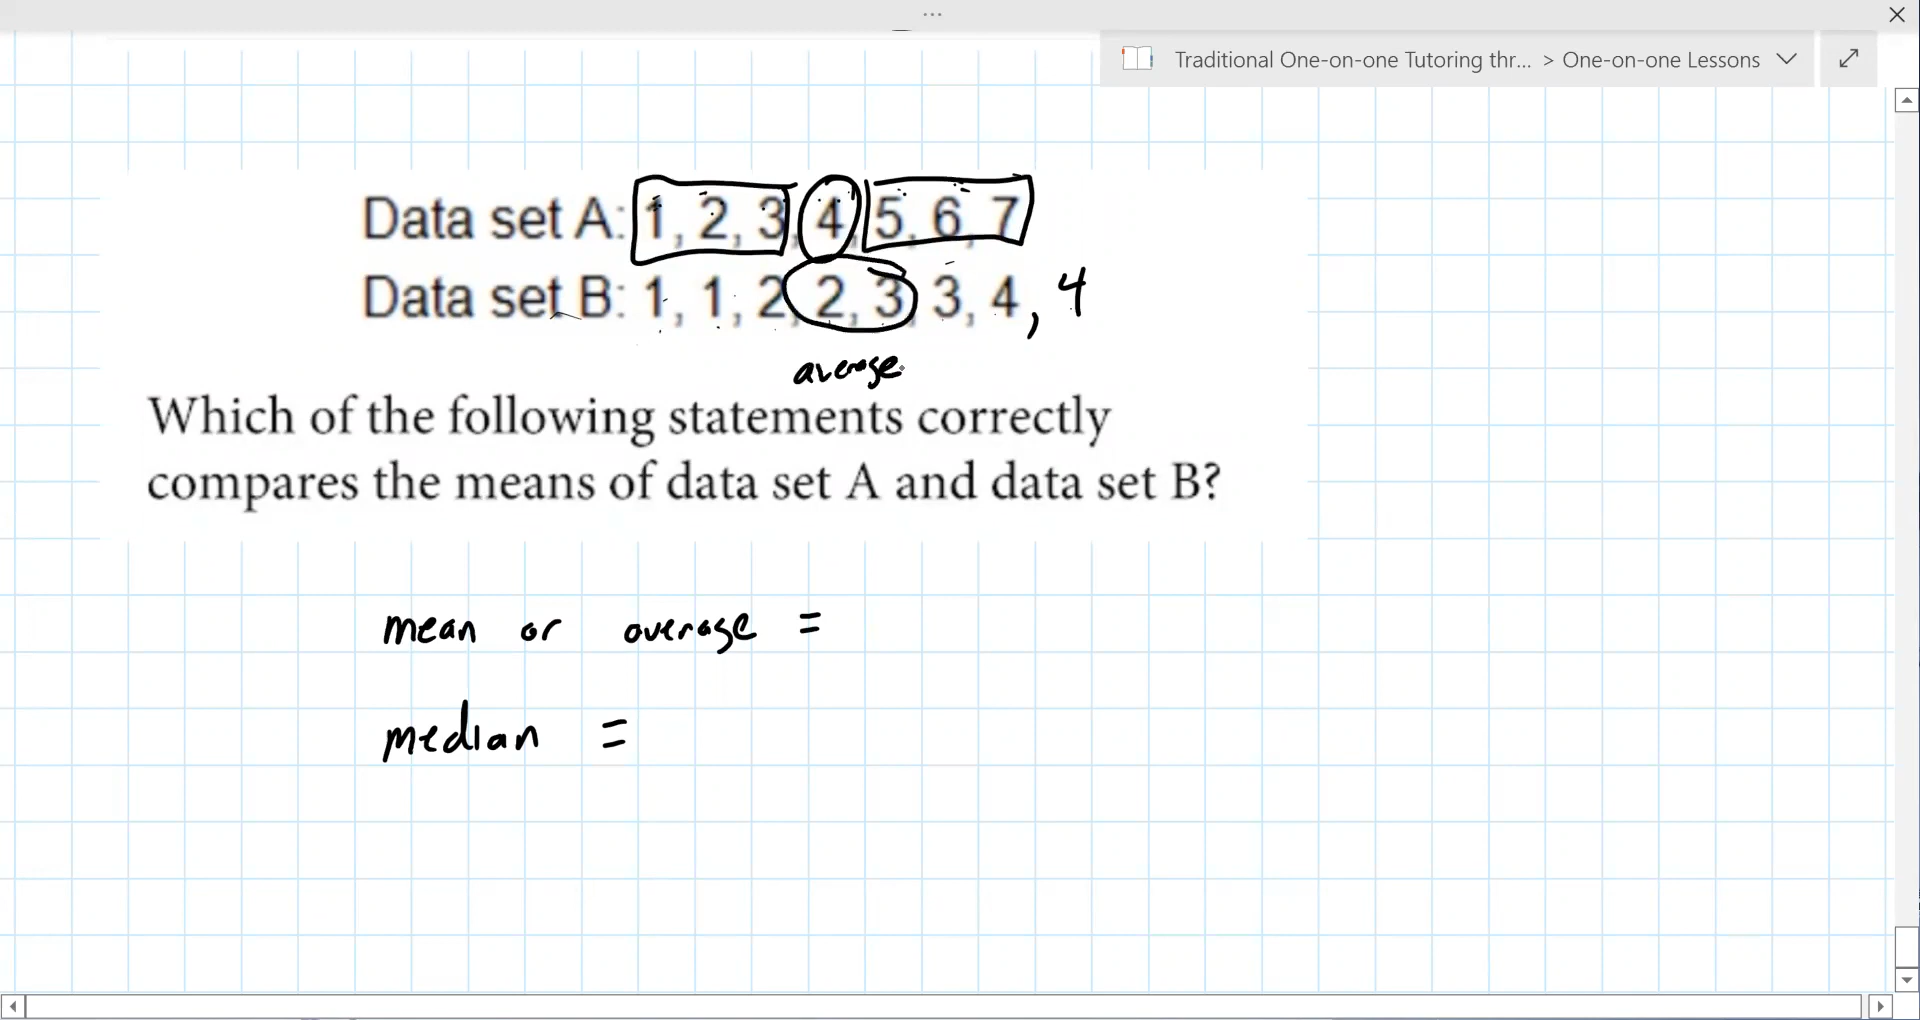 ...
Traditional One-on-one Tutoring thr... > One-on-one Lessons
Data set A: 1, 2, 3, 4, 5, 6, 7
Data set B: 1, 1, 2, 2, 3, 3, 4, 4
average
Which of the following statements correctly
compares the means of data set A and data set B?
mean or average =
median =